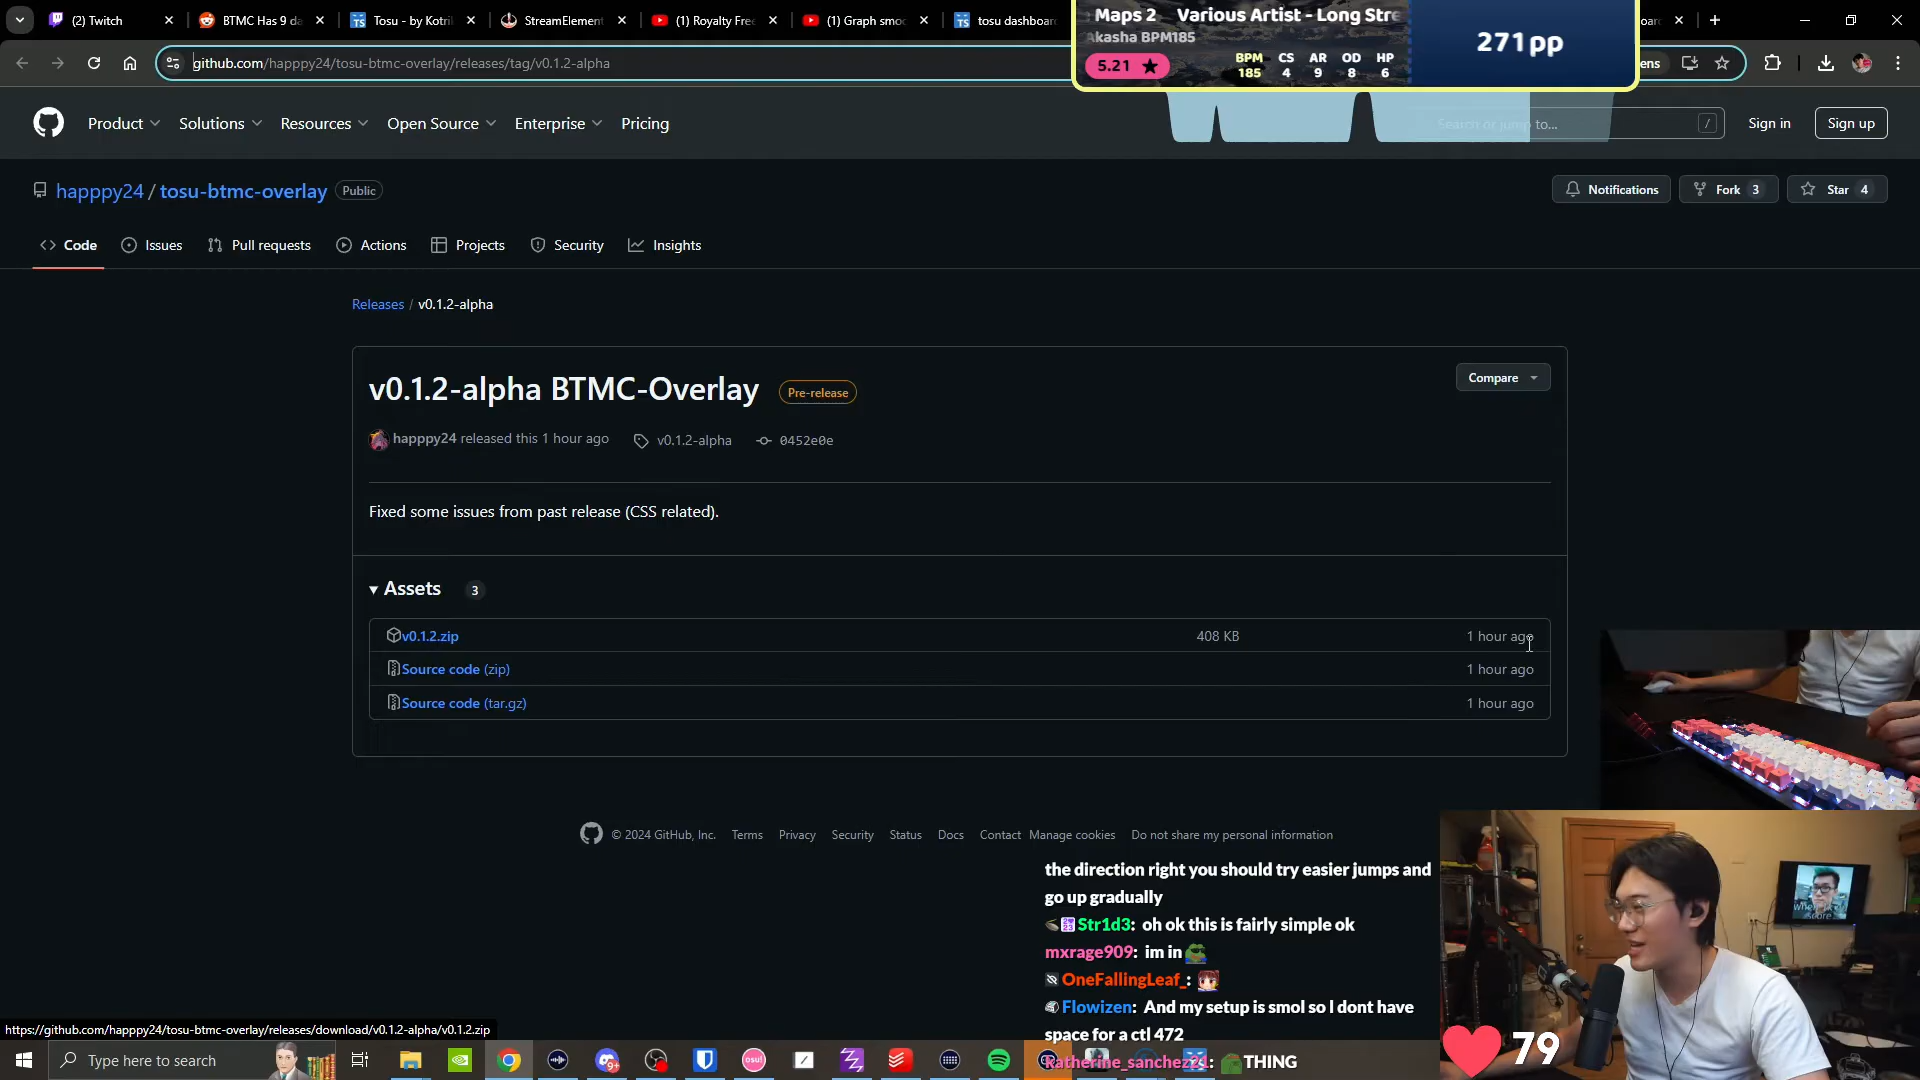 (2) Twitch
BTMC Has 9 da
Tosu - by Kotri
StreamElement
(1) Royalty Fre
(1) Graph smo
tosu dashboar
Maps 2 Various Artist - Long Stre
Akasha BPM185
5.21 ★
BPM CS AR OD HP
185 4 9 8 6
271pp
github.com/happpy24/tosu-btmc-overlay/releases/tag/v0.1.2-alpha
Product
Solutions
Resources
Open Source
Enterprise
Pricing
Search or jump to...
/
Sign in
Sign up
happpy24 / tosu-btmc-overlay
Public
Notifications
Fork 3
Star 4
Code
Issues
Pull requests
Actions
Projects
Security
Insights
Releases / v0.1.2-alpha
v0.1.2-alpha BTMC-Overlay
Pre-release
Compare
happpy24 released this 1 hour ago
v0.1.2-alpha
0452e0e
Fixed some issues from past release (CSS related).
Assets 3
v0.1.2.zip 408 KB 1 hour ago
Source code (zip) 1 hour ago
Source code (tar.gz) 1 hour ago
© 2024 GitHub, Inc. Terms Privacy Security Status Docs Contact Manage cookies Do not share my personal information
the direction right you should try easier jumps and
go up gradually
Str1d3: oh ok this is fairly simple ok
mxrage909: im in
OneFallingLeaf_:
Flowizen: And my setup is smol so I dont have
space for a ctl 472
katherine_sanchez21: THING
79
https://github.com/happpy24/tosu-btmc-overlay/releases/download/v0.1.2-alpha/v0.1.2.zip
Type here to search
9+
osu!